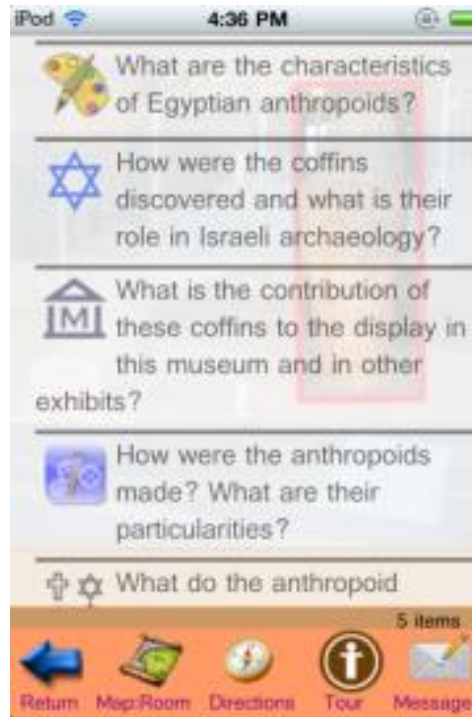 iPod 4:36 PM
What are the characteristics
of Egyptian anthropoids?
How were the coffins
discovered and what is their
role in Israeli archaeology?
What is the contribution of
these coffins to the display in
this museum and in other
exhibits?
How were the anthropoids
made? What are their
particularities?
What do the anthropoid
5 items
Return Map:Room Directions Tour Message